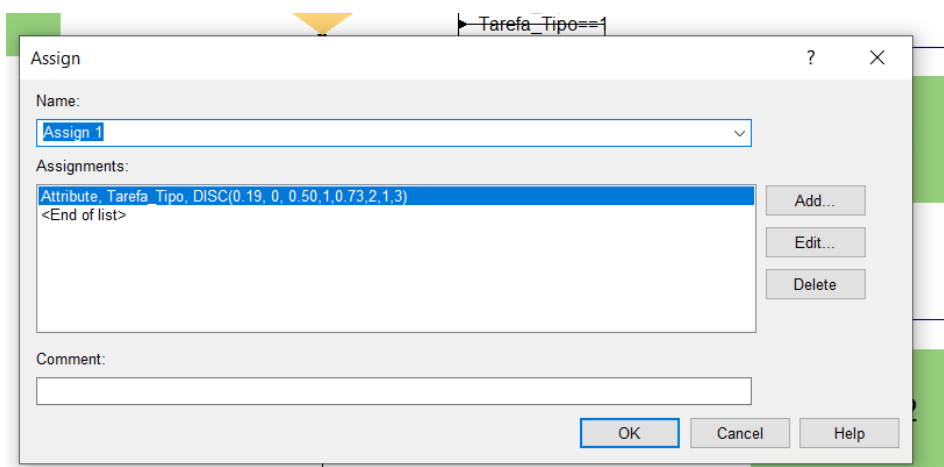 Tarefa_Tipo==1
Assign
?
Name:
Assign 1
Assignments:
Attribute, Tarefa_Tipo, DISC(0.19, 0, 0.50,1,0.73,2,1,3)
<End of list>
Add...
Edit...
Delete
Comment:
OK
Cancel
Help